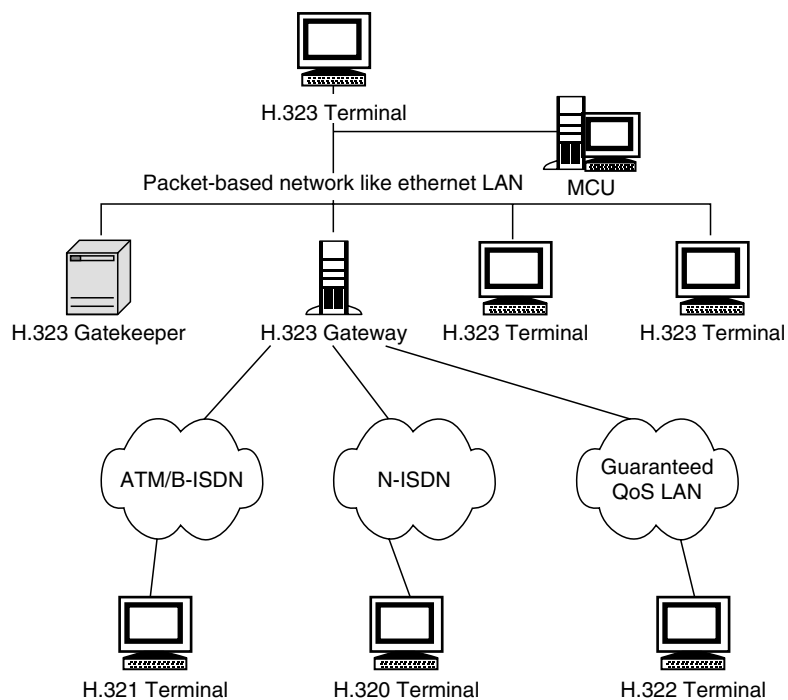 H.323 Terminal
Packet-based network like ethernet LAN
MCU
H.323 Gatekeeper
H.323 Gateway
H.323 Terminal
H.323 Terminal
ATM/B-ISDN
N-ISDN
Guaranteed
QoS LAN
H.321 Terminal
H.320 Terminal
H.322 Terminal